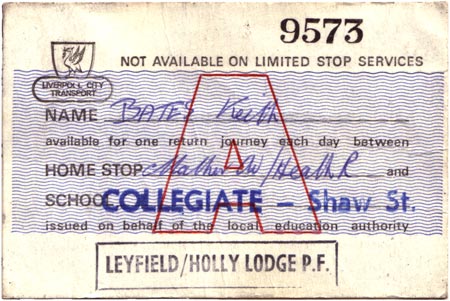 9573
NOT AVAILABLE ON LIMITED STOP SERVICES
LIVERPOOL CITY
TRANSPORT
NAME BATES Keith
available for one return journey each day between
HOME STOP Mather Av/Heath R and
SCHOOL COLLEGIATE – Shaw St.
issued on behalf of the local education authority
A
LEYFIELD/HOLLY LODGE P.F.